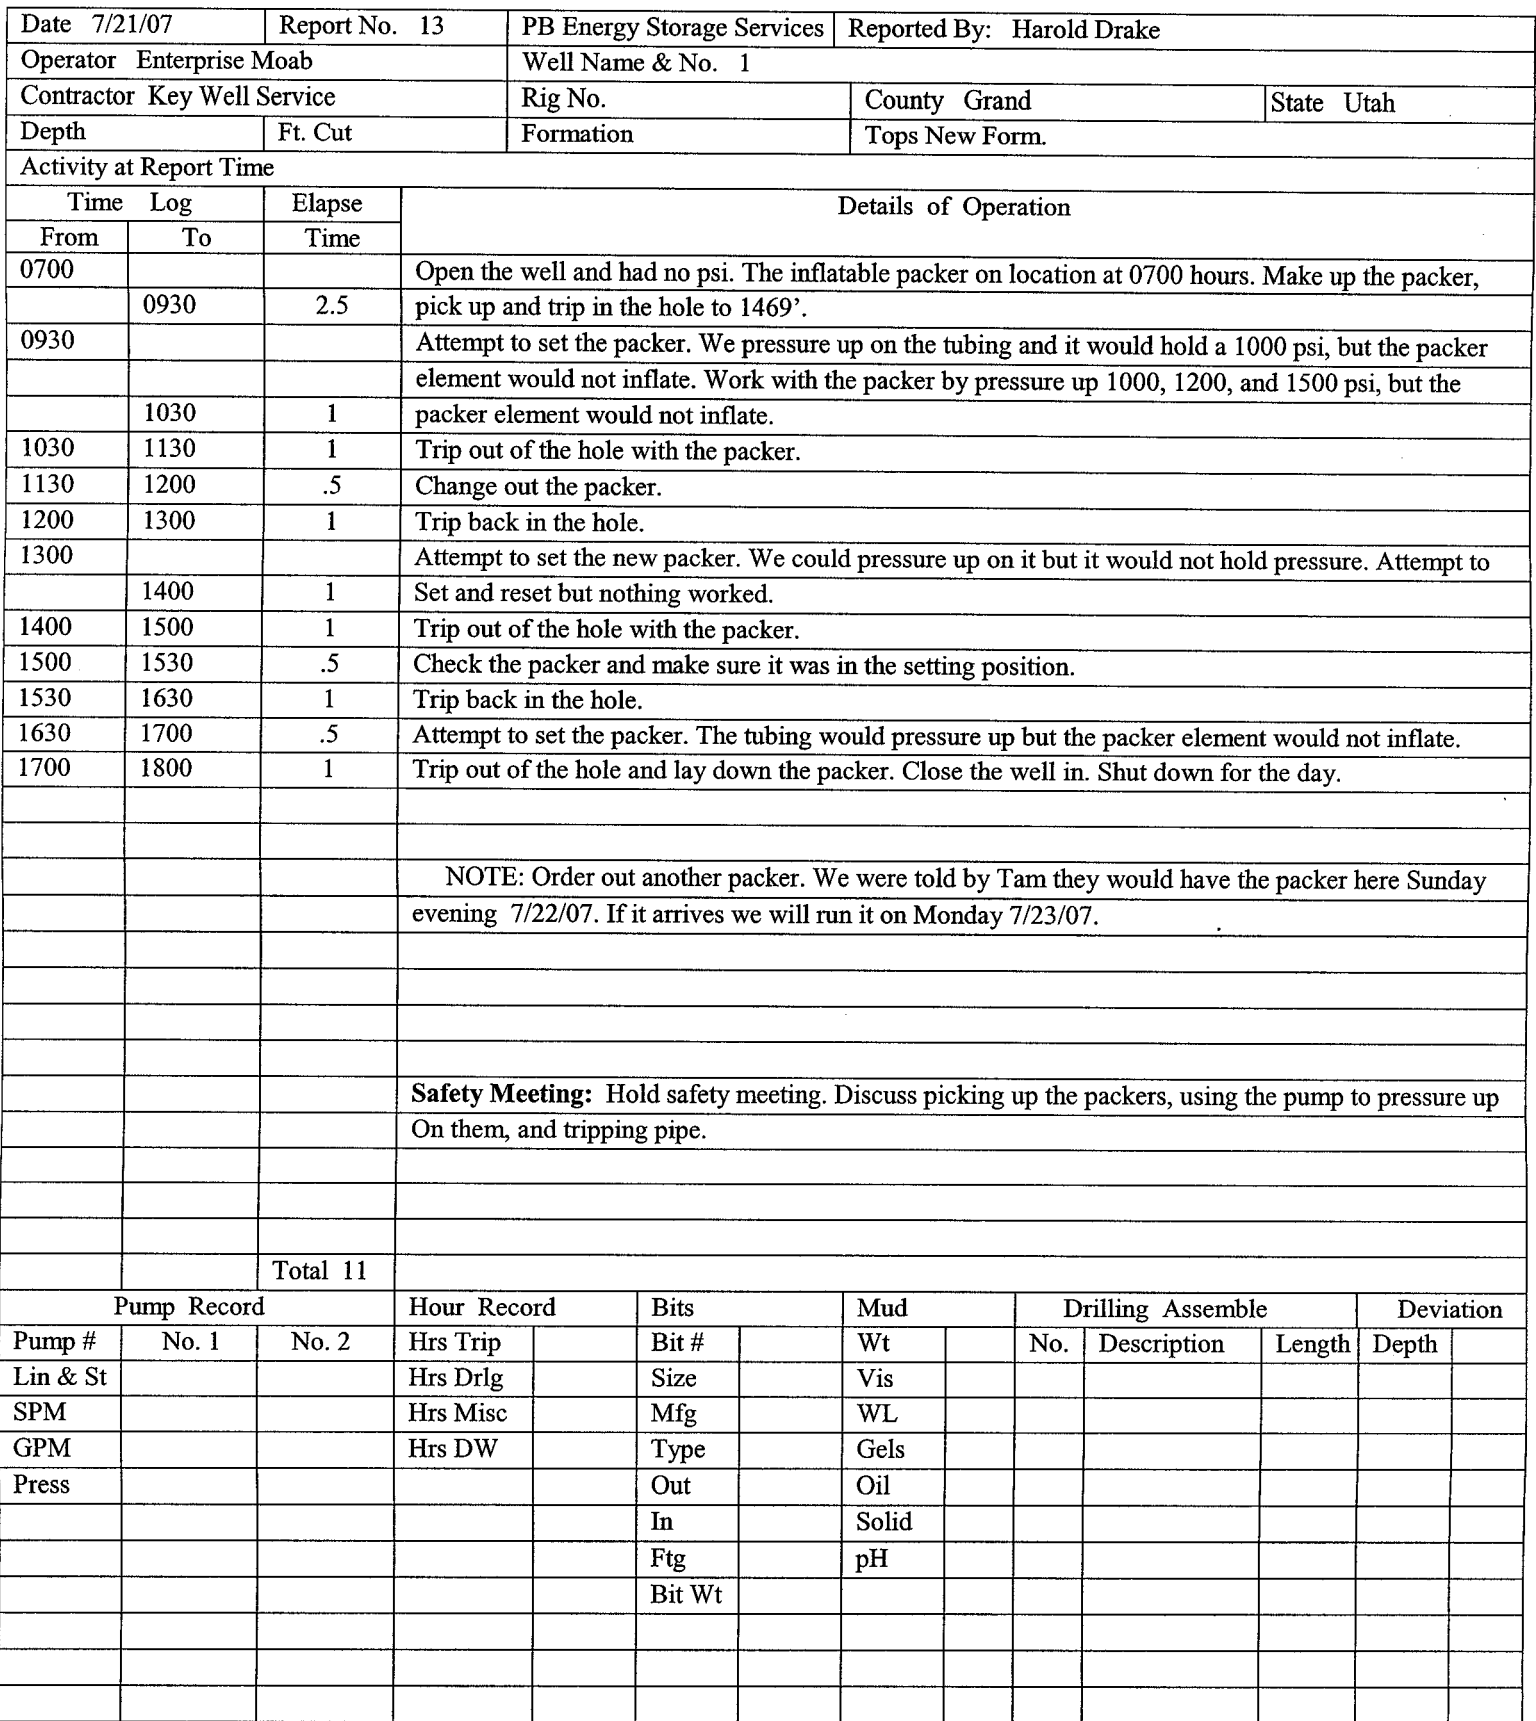 Date 7/21/07 Report No. 13 PB Energy Storage Services Reported By: Harold Drake
Operator Enterprise Moab Well Name & No. 1
Contractor Key Well Service Rig No. County Grand State Utah
Depth Ft. Cut Formation Tops New Form.
Activity at Report Time
Time Log Elapse Details of Operation
From To Time
0700 Open the well and had no psi. The inflatable packer on location at 0700 hours. Make up the packer,
0930 2.5 pick up and trip in the hole to 1469’.
0930 Attempt to set the packer. We pressure up on the tubing and it would hold a 1000 psi, but the packer
element would not inflate. Work with the packer by pressure up 1000, 1200, and 1500 psi, but the
1030 1 packer element would not inflate.
1030 1130 1 Trip out of the hole with the packer.
1130 1200 .5 Change out the packer.
1200 1300 1 Trip back in the hole.
1300 Attempt to set the new packer. We could pressure up on it but it would not hold pressure. Attempt to
1400 1 Set and reset but nothing worked.
1400 1500 1 Trip out of the hole with the packer.
1500 1530 .5 Check the packer and make sure it was in the setting position.
1530 1630 1 Trip back in the hole.
1630 1700 .5 Attempt to set the packer. The tubing would pressure up but the packer element would not inflate.
1700 1800 1 Trip out of the hole and lay down the packer. Close the well in. Shut down for the day.
NOTE: Order out another packer. We were told by Tam they would have the packer here Sunday
evening 7/22/07. If it arrives we will run it on Monday 7/23/07.
Safety Meeting: Hold safety meeting. Discuss picking up the packers, using the pump to pressure up
On them, and tripping pipe.
Total 11
Pump Record Hour Record Bits Mud Drilling Assemble Deviation
Pump # No. 1 No. 2 Hrs Trip Bit # Wt No. Description Length Depth
Lin & St Hrs Drlg Size Vis
SPM Hrs Misc Mfg WL
GPM Hrs DW Type Gels
Press Out Oil
In Solid
Ftg pH
Bit Wt